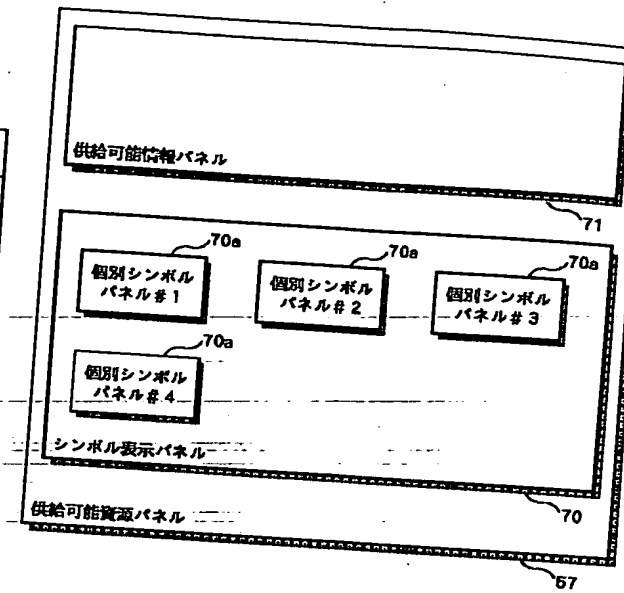 供給可能情報パネル
71
70a
70a
70a
個別シンボル
パネル#1
個別シンボル
パネル#2
個別シンボル
パネル#3
70a
個別シンボル
パネル#4
シンボル表示パネル
70
供給可能資源パネル
57